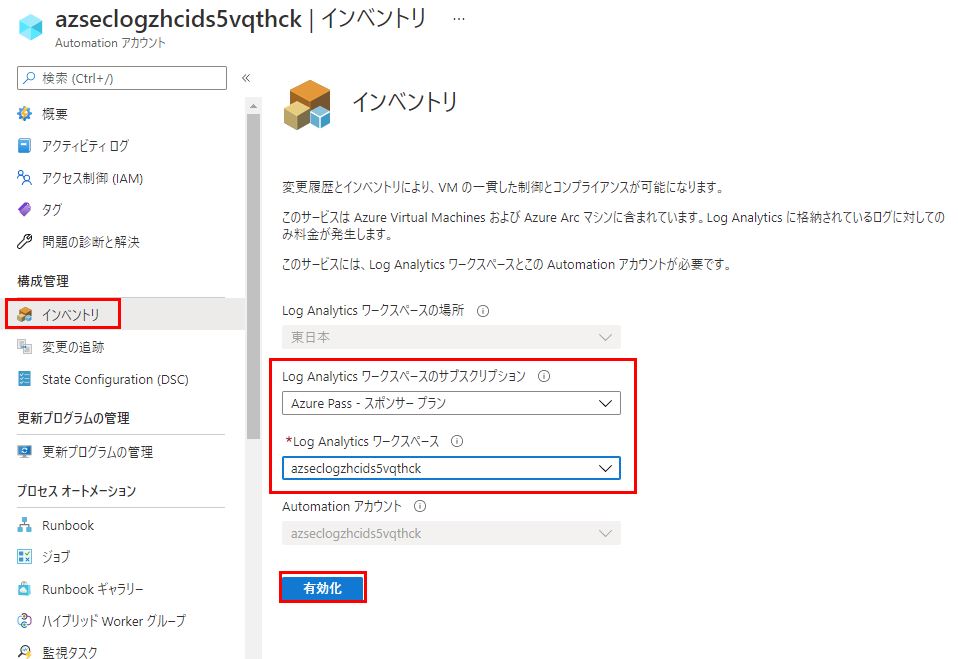 azseclogzhcids5vqthck | インベントリ ...
Automation アカウント
検索 (Ctrl+/)
«
概要
アクティビティ ログ
アクセス制御 (IAM)
タグ
問題の診断と解決
構成管理
インベントリ
変更の追跡
State Configuration (DSC)
更新プログラムの管理
更新プログラムの管理
プロセス オートメーション
Runbook
ジョブ
Runbook ギャラリー
ハイブリッド Worker グループ
監視タスク
インベントリ
変更履歴とインベントリにより、VM の一貫した制御とコンプライアンスが可能になります。
このサービスは Azure Virtual Machines および Azure Arc マシンに含まれています。Log Analytics に格納されているログに対しての
み料金が発生します。
このサービスには、Log Analytics ワークスペースとこの Automation アカウントが必要です。
Log Analytics ワークスペースの場所
東日本
Log Analytics ワークスペースのサブスクリプション
Azure Pass - スポンサー プラン
*Log Analytics ワークスペース
azseclogzhcids5vqthck
Automation アカウント
azseclogzhcids5vqthck
有効化